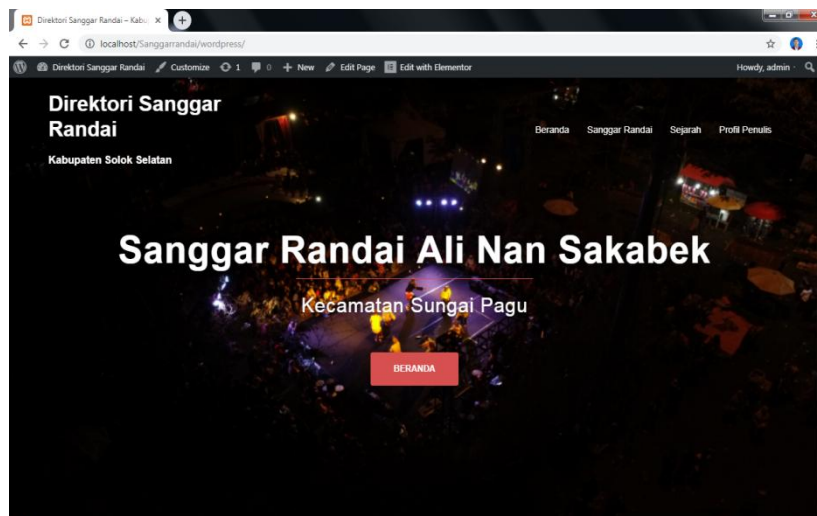 Direktori Sanggar Randai – Kabu
localhost/Sanggarrandai/wordpress/
Direktori Sanggar Randai Customize 1 0 New Edit Page Edit with Elementor Howdy, admin
Direktori Sanggar
Randai
Kabupaten Solok Selatan
Beranda Sanggar Randai Sejarah Profil Penulis
Sanggar Randai Ali Nan Sakabek
Kecamatan Sungai Pagu
BERANDA